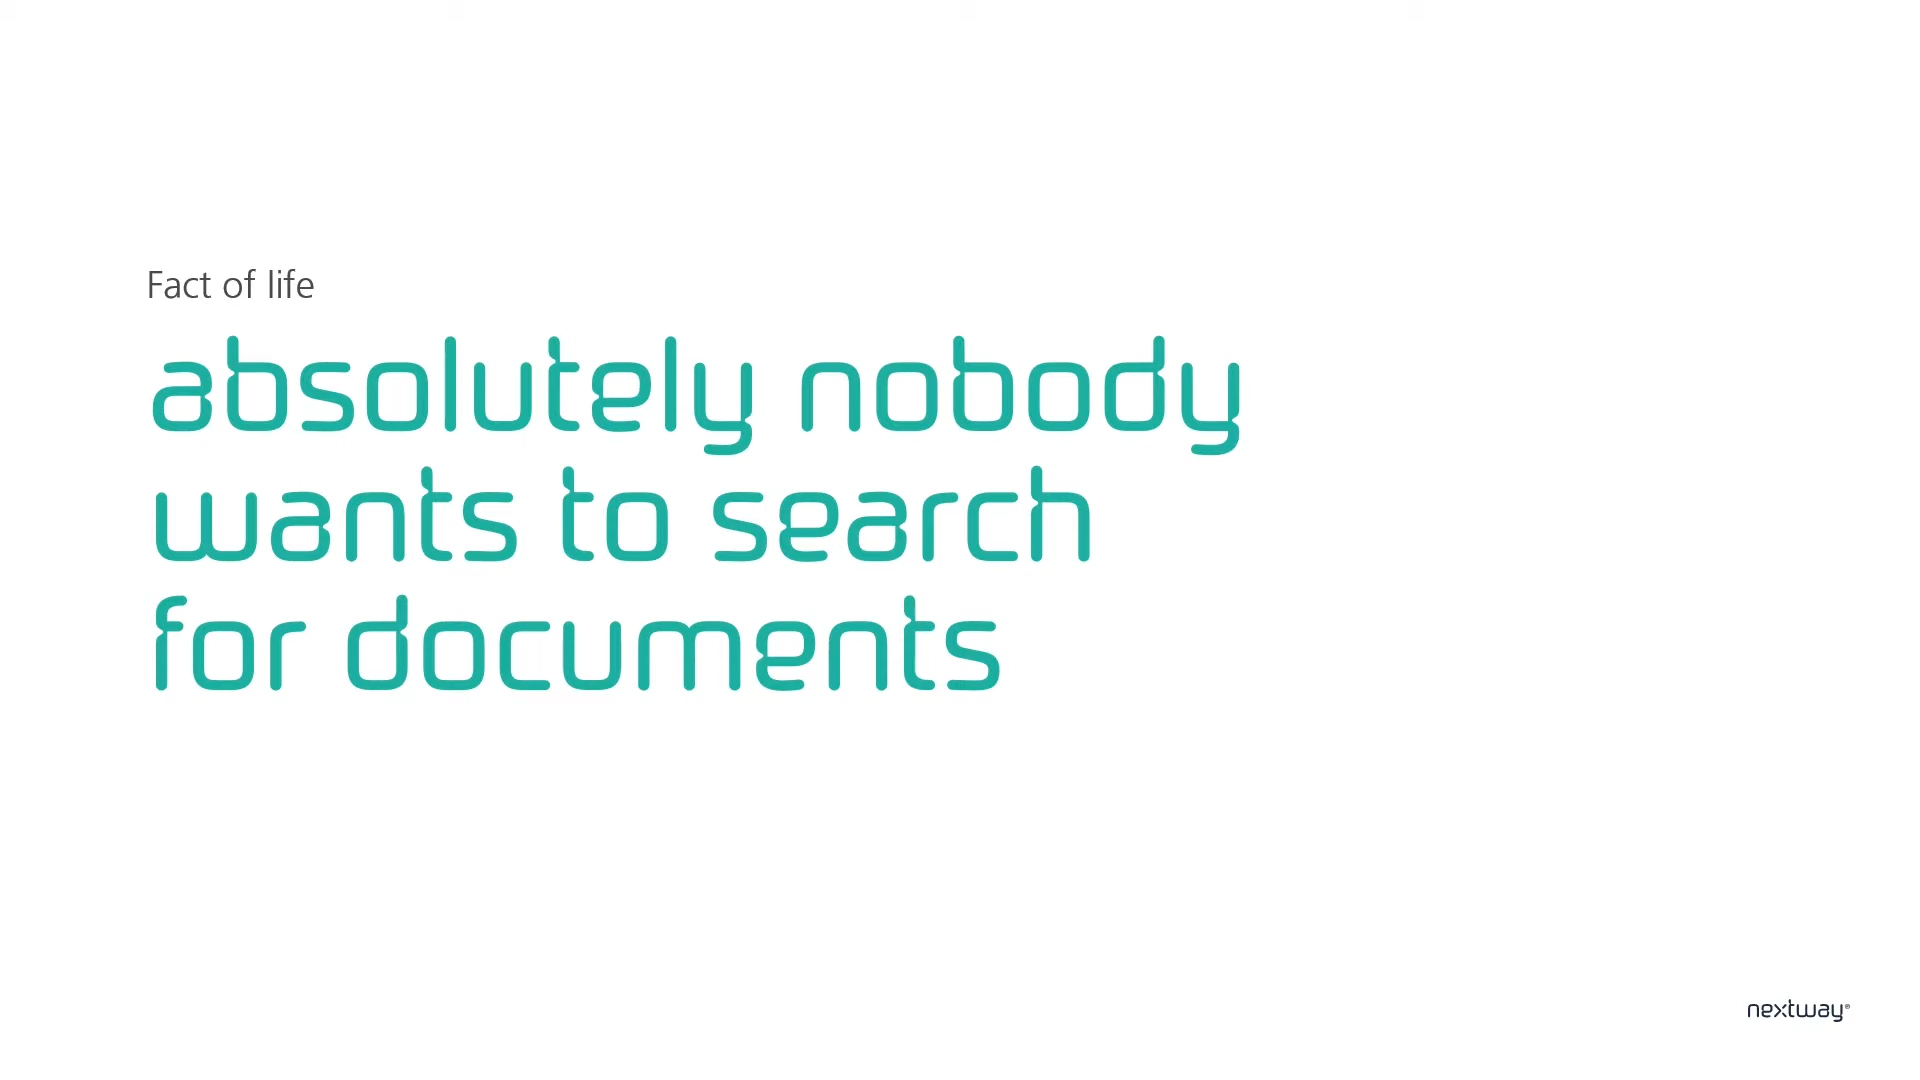 Fact of life
absolutely nobody
wants to search
for documents
nextway®